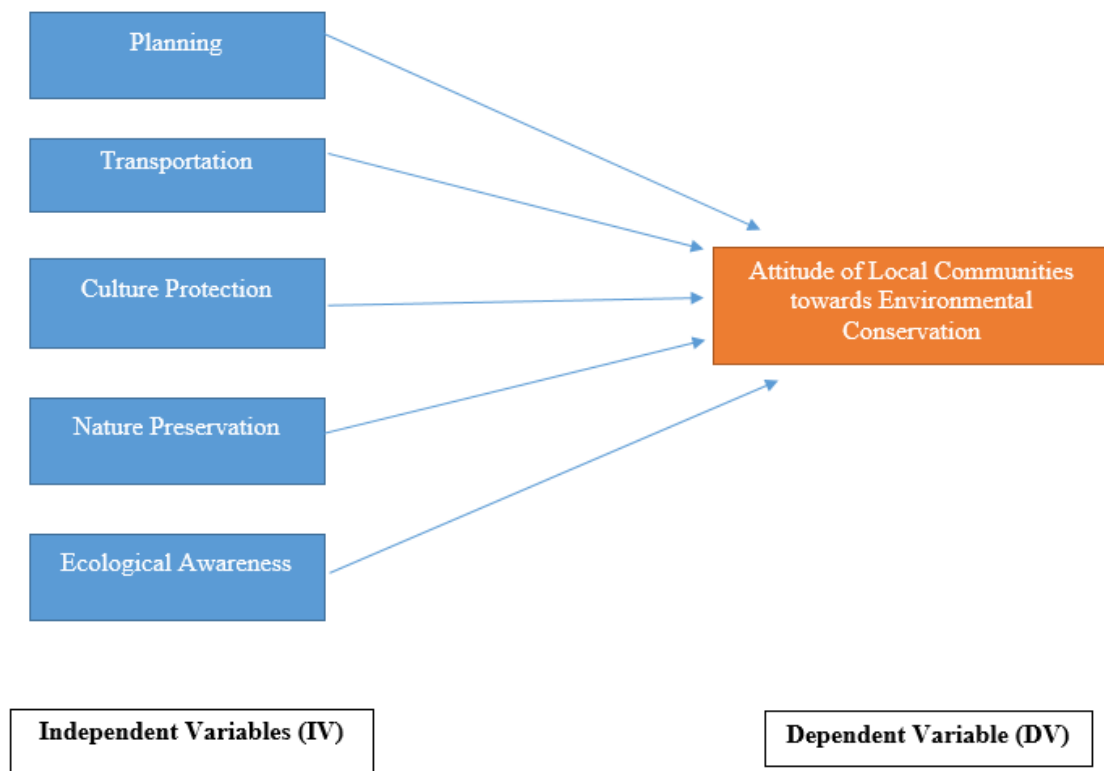 Planning
Transportation
Culture Protection
Nature Preservation
Ecological Awareness
Attitude of Local Communities
towards Environmental
Conservation
Independent Variables (IV)
Dependent Variable (DV)